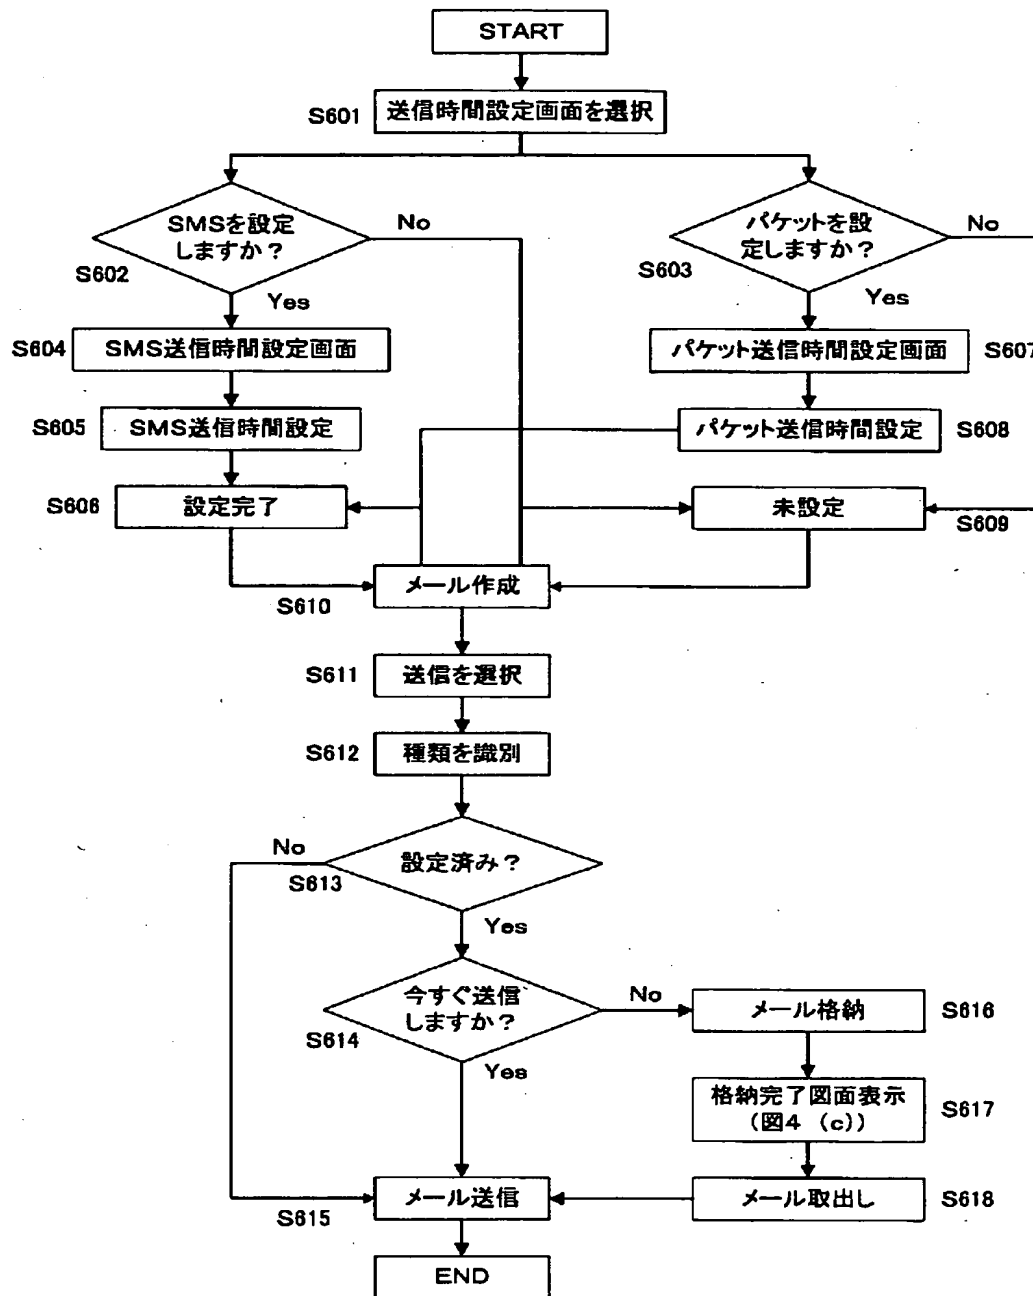 START
S601
送信時間設定画面を選択
SMSを設定
しますか？
No
S602
Yes
パケットを設
定しますか？
No
S603
Yes
S604
SMS送信時間設定画面
パケット送信時間設定画面
S607
S605
SMS送信時間設定
パケット送信時間設定
S608
S606
設定完了
未設定
S609
メール作成
S610
S611
送信を選択
S612
種類を識別
No
設定済み？
S613
Yes
今すぐ送信
しますか？
No
S614
Yes
メール格納
S616
格納完了図面表示
(図4 (c))
S617
メール送信
S615
メール取出し
S618
END